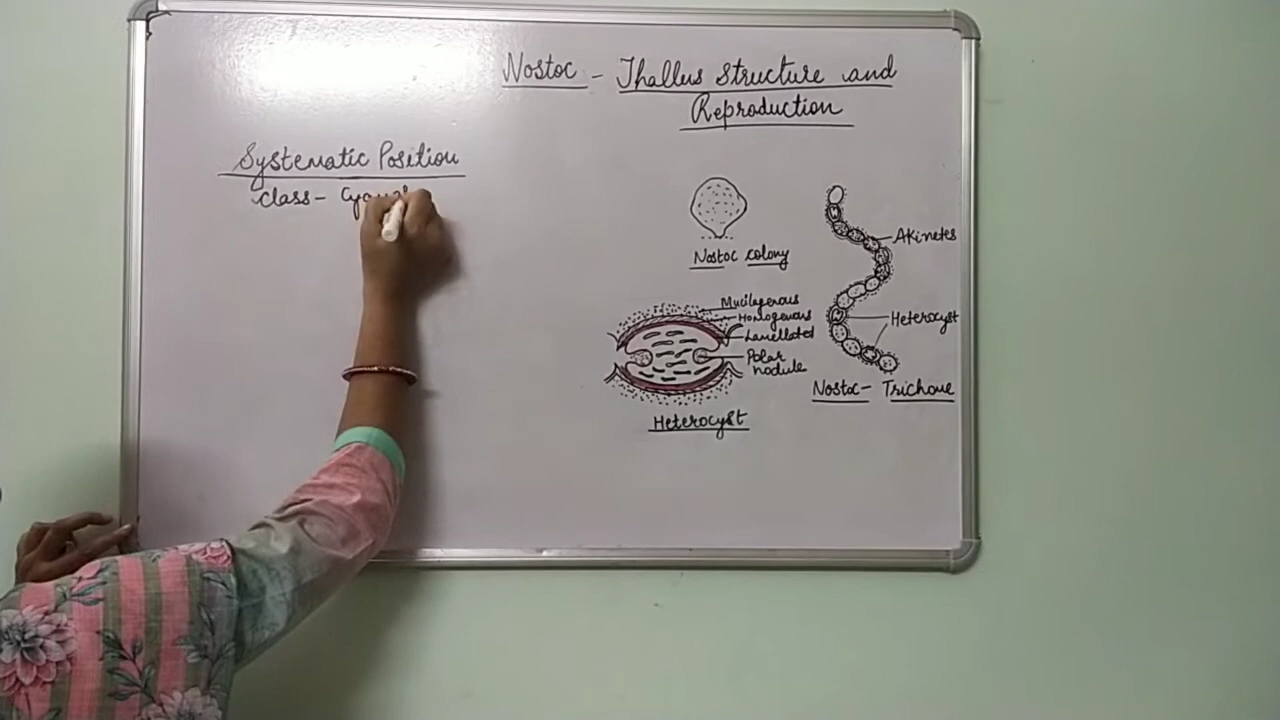 Nostoc - Thallus structure and
Reproduction
Systematic Position
class-
Nostoc colony
Akinetes
Heterocyst
Nostoc- Trichome
Mucilagenous
Homogenous
Lamellated
Polar
nodule
Heterocyst